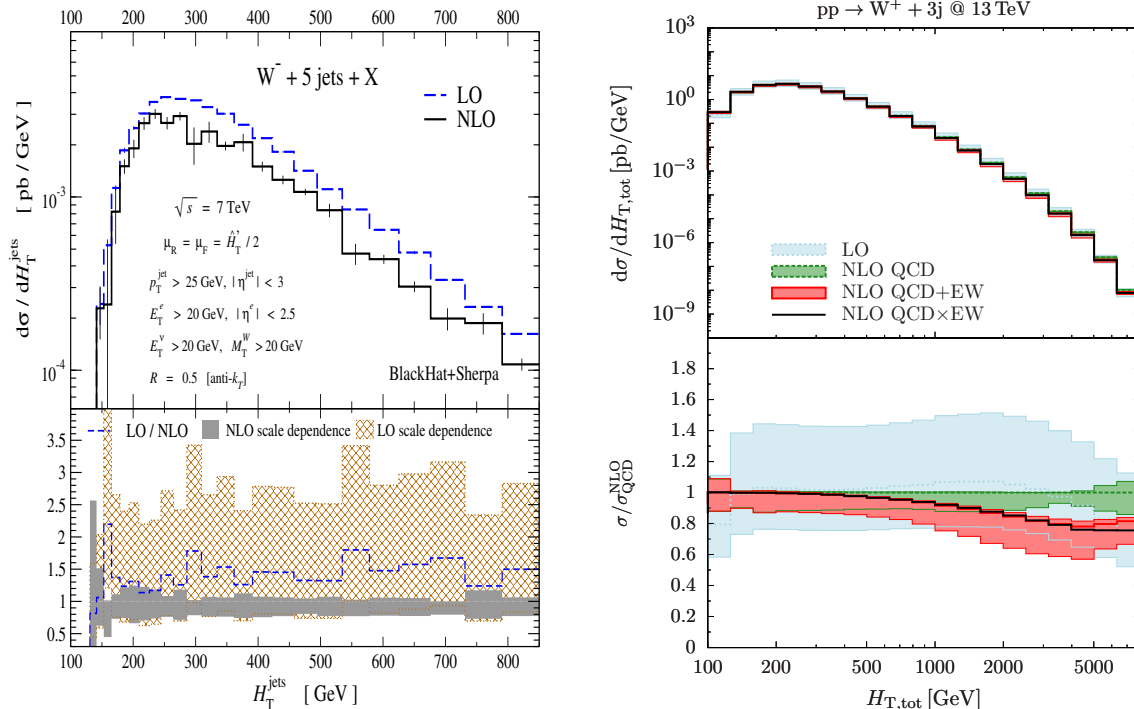 100 200 300 400 500 600 700 800
W⁻ + 5 jets + X
LO
NLO
10⁻³
10⁻⁴
dσ / dH_T^jets [ pb / GeV ]
√s = 7 TeV
μ_R = μ_F = Ĥ_T' / 2
p_T^jet > 25 GeV, | η^jet | < 3
E_T^e > 20 GeV, | η^e | < 2.5
E_T^ν > 20 GeV, M_T^W > 20 GeV
R = 0.5 [anti-k_T]
BlackHat+Sherpa
LO / NLO
NLO scale dependence
LO scale dependence
3.5
3
2.5
2
1.5
1
0.5
100 200 300 400 500 600 700 800
H_T^jets [ GeV ]
pp → W⁺ + 3j @ 13 TeV
10³
10⁰
10⁻³
10⁻⁶
10⁻⁹
dσ/dH_T,tot [pb/GeV]
LO
NLO QCD
NLO QCD+EW
NLO QCD×EW
1.8
1.6
1.4
1.2
1
0.8
0.6
0.4
0.2
0
σ/σ_QCD^NLO
100 200 500 1000 2000 5000
H_T,tot [GeV]